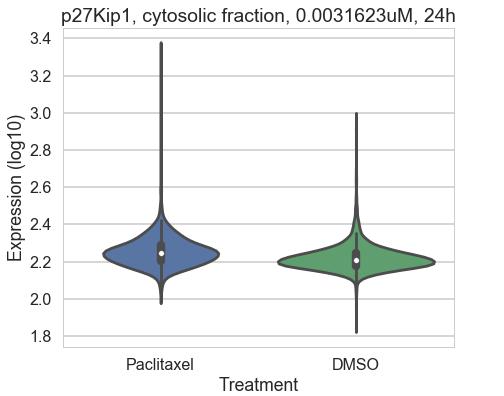 p27Kip1, cytosolic fraction, 0.0031623uM, 24h
Expression (log10)
3.4
3.2
3.0
2.8
2.6
2.4
2.2
2.0
1.8
Paclitaxel DMSO
Treatment